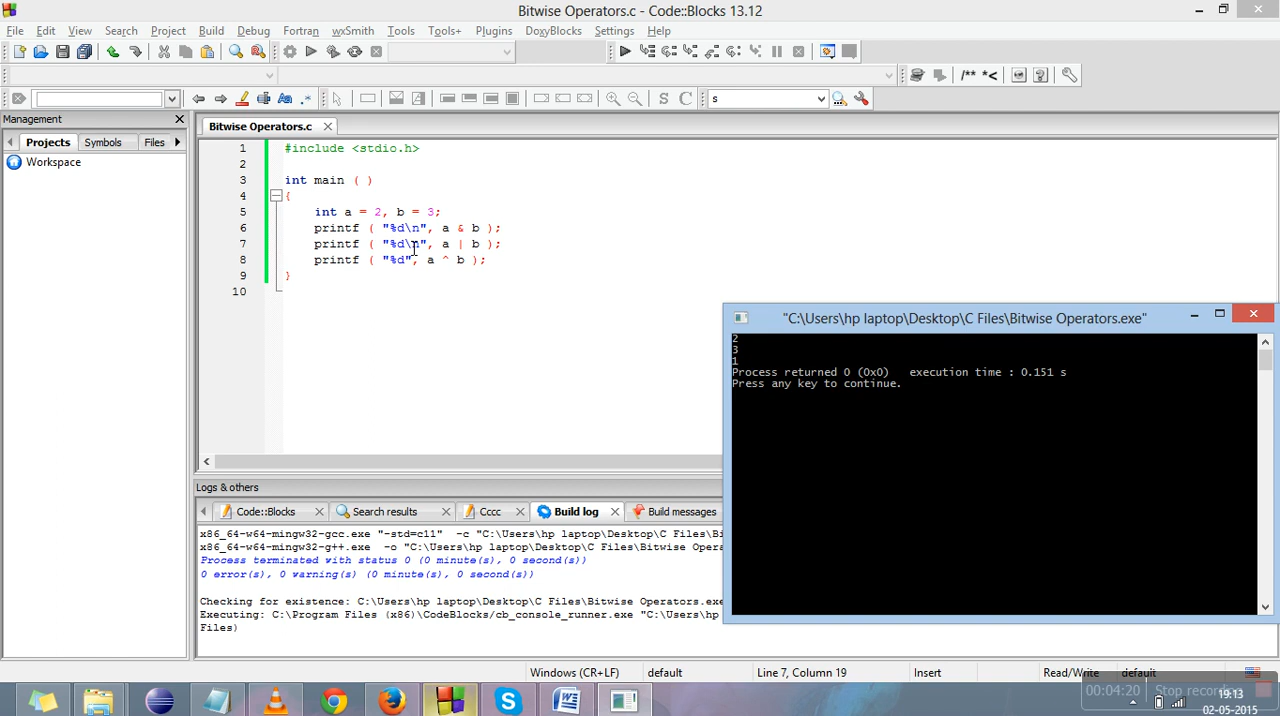 Bitwise Operators.c - Code::Blocks 13.12
File Edit View Search Project Build Debug Fortran wxSmith Tools Tools+ Plugins DoxyBlocks Settings Help
/** *<
S C s
Management
Projects Symbols Files
Workspace
Bitwise Operators.c
1 #include <stdio.h>
2
3 int main ( )
4 {
5 int a = 2, b = 3;
6 printf ( "%d\n", a & b );
7 printf ( "%d\n", a | b );
8 printf ( "%d", a ^ b );
9 }
10
"C:\Users\hp laptop\Desktop\C Files\Bitwise Operators.exe"
2
3
1
Process returned 0 (0x0) execution time : 0.151 s
Press any key to continue.
Logs & others
Code::Blocks Search results Cccc Build log Build messages
x86_64-w64-mingw32-gcc.exe "-std=c11" -c "C:\Users\hp laptop\Desktop\C Files\Bi
x86_64-w64-mingw32-g++.exe -o "C:\Users\hp laptop\Desktop\C Files\Bitwise Opera
Process terminated with status 0 (0 minute(s), 0 second(s))
0 error(s), 0 warning(s) (0 minute(s), 0 second(s))
Checking for existence: C:\Users\hp laptop\Desktop\C Files\Bitwise Operators.exe
Executing: C:\Program Files (x86)\CodeBlocks/cb_console_runner.exe "C:\Users\hp
Files)
Windows (CR+LF) default Line 7, Column 19 Insert Read/Write default
00:04:20 Stop recor
19:13
02-05-2015